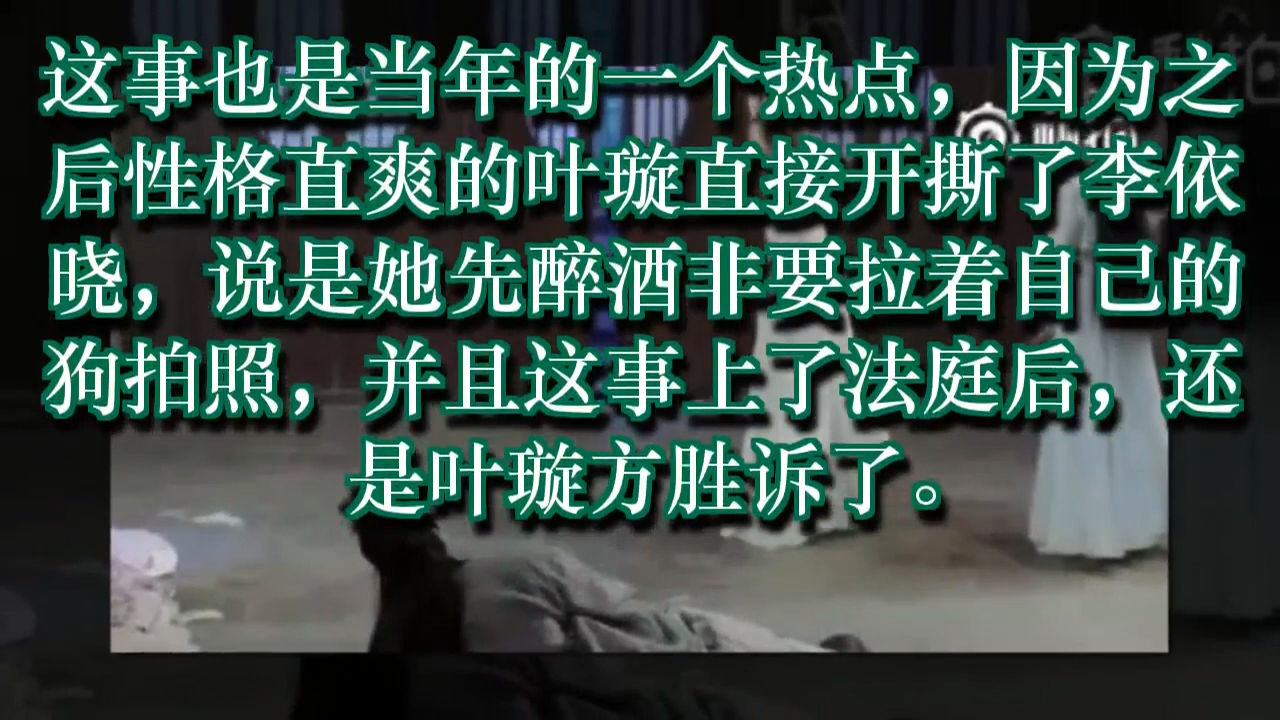 这事也是当年的一个热点，因为之
后性格直爽的叶璇直接开撕了李依
晓，说是她先醉酒非要拉着自己的
狗拍照，并且这事上了法庭后，还
是叶璇方胜诉了。